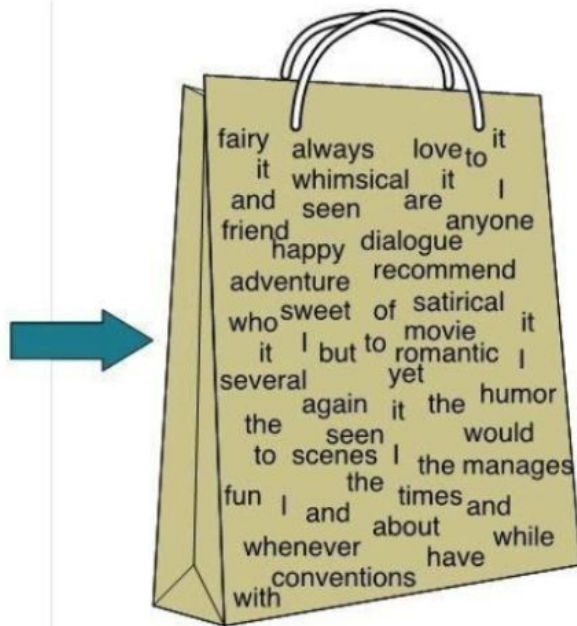 fairy always love to it
it whimsical it I
and seen are anyone
friend happy dialogue
adventure recommend
who sweet of satirical it
it I but to movie romantic I
several yet
again it the humor
the seen would
to scenes I the manages
fun I the times and
and about while
whenever have
conventions
with